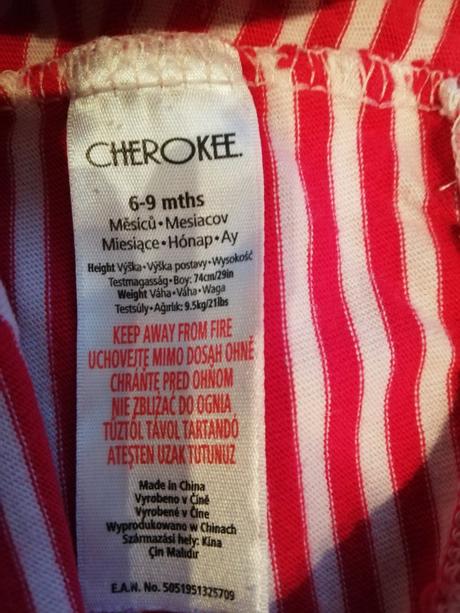 CHEROKEE.
6-9 mths
Měsíců•Mesiacov
Miesiące•Hónap•Ay
Height Výška•Výška postavy•Wysokość
Testmagasság•Boy: 74cm/29in
Weight Váha•Váha•Waga
Testsúly•Ağırlık: 9.5kg/21lbs
KEEP AWAY FROM FIRE
UCHOVEJTE MIMO DOSAH OHNĚ
CHRÁŇTE PRED OHŇOM
NIE ZBLIŻAĆ DO OGNIA
TŰZTŐL TÁVOL TARTANDÓ
ATEŞTEN UZAK TUTUNUZ
Made in China
Vyrobeno v Číně
Vyrobené v Číne
Wyprodukowano w Chinach
Származási hely: Kína
Çin Malıdır
E.A.N. No. 5051951325709